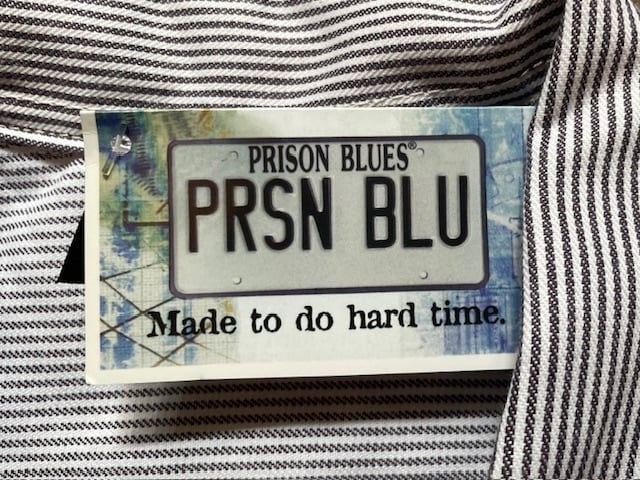 PRISON BLUES®
PRSN BLU
Made to do hard time.